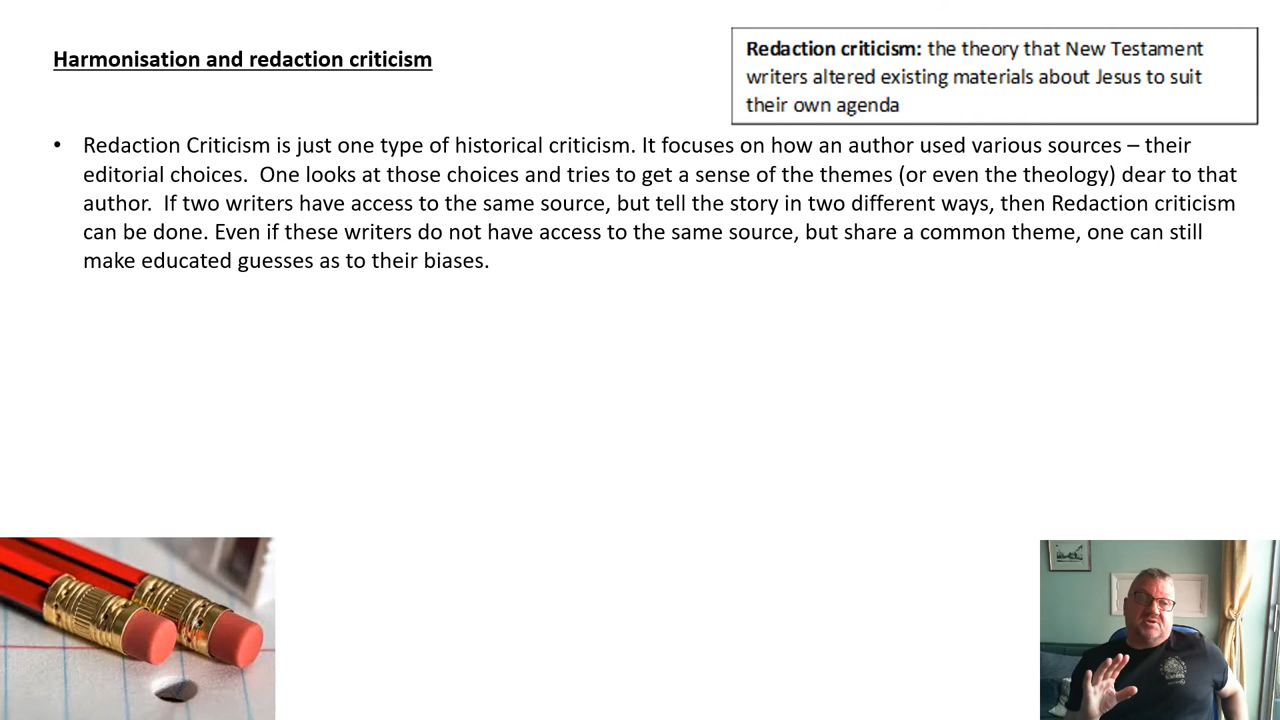 Harmonisation and redaction criticism
Redaction criticism: the theory that New Testament
writers altered existing materials about Jesus to suit
their own agenda
• Redaction Criticism is just one type of historical criticism. It focuses on how an author used various sources – their
editorial choices.  One looks at those choices and tries to get a sense of the themes (or even the theology) dear to that
author.  If two writers have access to the same source, but tell the story in two different ways, then Redaction criticism
can be done. Even if these writers do not have access to the same source, but share a common theme, one can still
make educated guesses as to their biases.